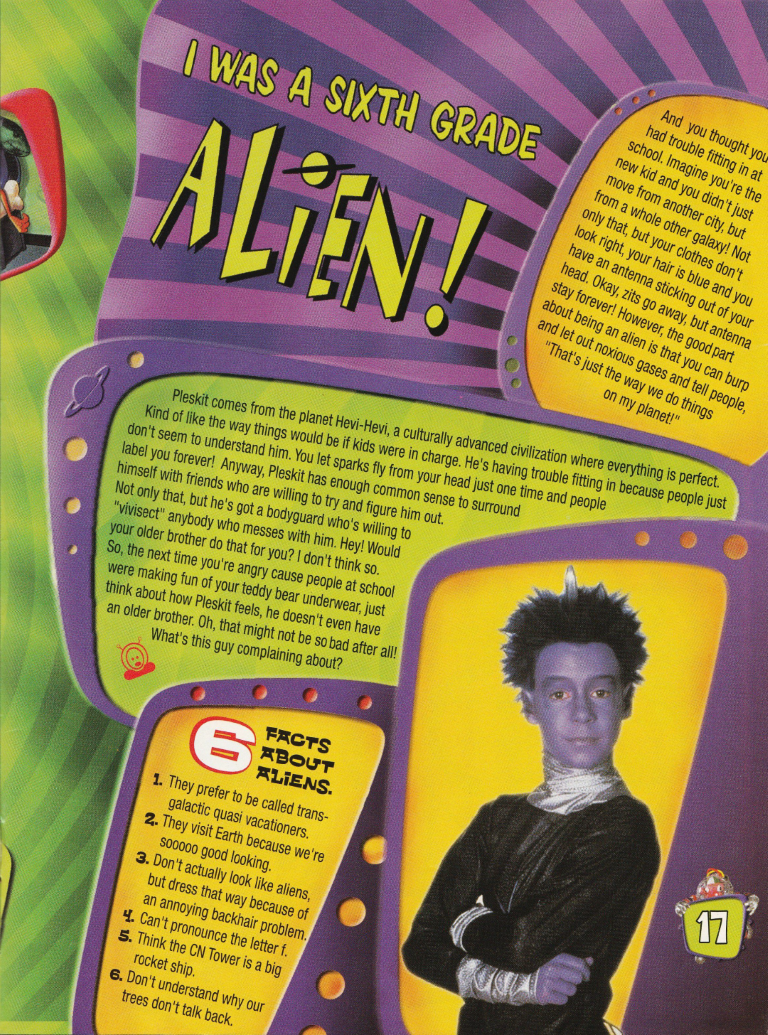 I WAS A SIXTH GRADE
ALiEN!
And you thought you
had trouble fitting in at
school. Imagine you're the
new kid and you didn't just
move from another city, but
from a whole other galaxy! Not
only that, but your clothes don't
look right, your hair is blue and you
have an antenna sticking out of your
head. Okay, zits go away, but antenna
stay forever! However, the good part
about being an alien is that you can burp
and let out noxious gases and tell people,
"That's just the way we do things
on my planet!"
Pleskit comes from the planet Hevi-Hevi, a culturally advanced civilization where everything is perfect.
Kind of like the way things would be if kids were in charge. He's having trouble fitting in because people just
don't seem to understand him. You let sparks fly from your head just one time and people
label you forever! Anyway, Pleskit has enough common sense to surround
himself with friends who are willing to try and figure him out.
Not only that, but he's got a bodyguard who's willing to
"vivisect" anybody who messes with him. Hey! Would
your older brother do that for you? I don't think so.
So, the next time you're angry cause people at school
were making fun of your teddy bear underwear, just
think about how Pleskit feels, he doesn't even have
an older brother. Oh, that might not be so bad after all!
What's this guy complaining about?
6 FACTS
ABOUT
ALiENS.
1. They prefer to be called trans-
galactic quasi vacationers.
2. They visit Earth because we're
sooooo good looking.
3. Don't actually look like aliens,
but dress that way because of
an annoying backhair problem.
4. Can't pronounce the letter f.
5. Think the CN Tower is a big
rocket ship.
6. Don't understand why our
trees don't talk back.
17